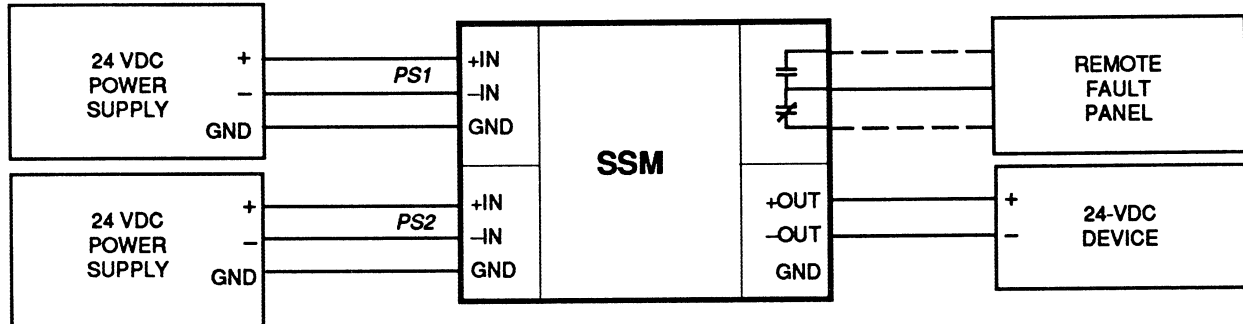 24 VDC
POWER
SUPPLY
+
–
GND
PS1
+IN
–IN
GND
24 VDC
POWER
SUPPLY
+
–
GND
PS2
+IN
–IN
GND
SSM
+OUT
–OUT
GND
REMOTE
FAULT
PANEL
+
–
24-VDC
DEVICE